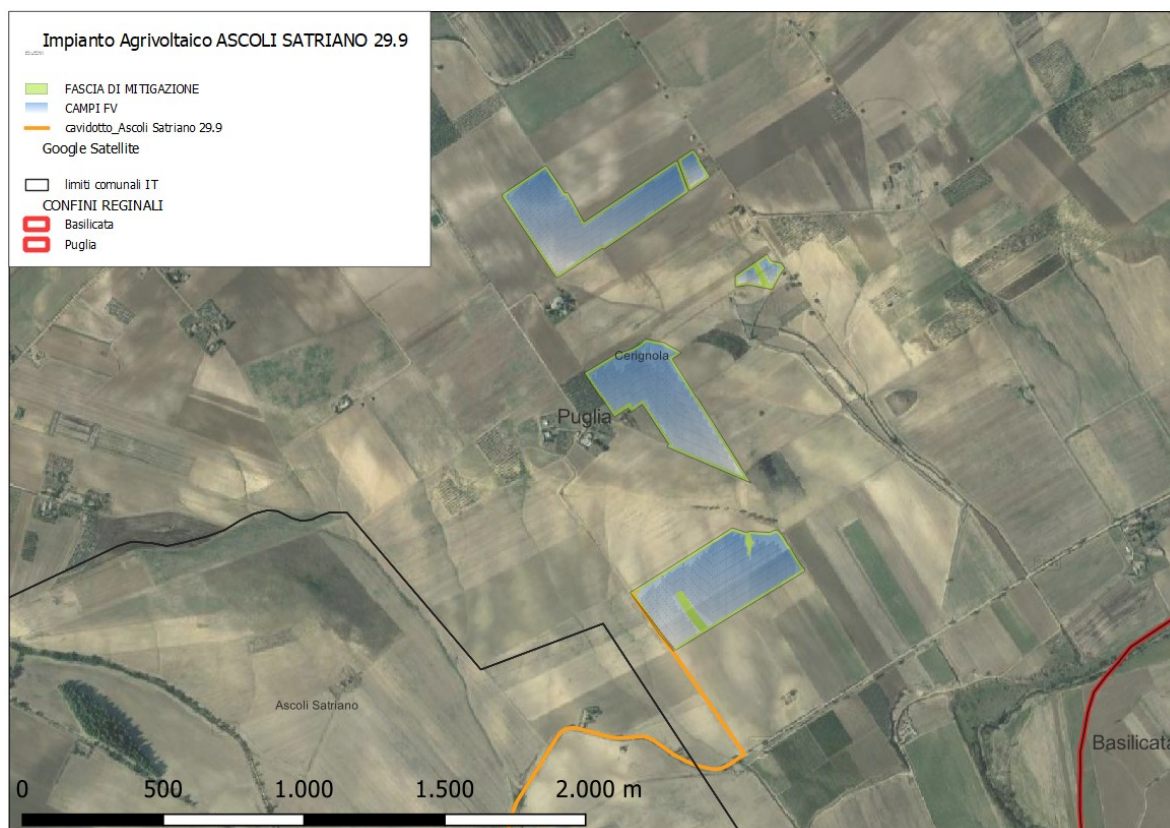 Impianto Agrivoltaico ASCOLI SATRIANO 29.9
FASCIA DI MITIGAZIONE
CAMPI FV
cavidotto_Ascoli Satriano 29.9
Google Satellite
limiti comunali IT
CONFINI REGINALI
Basilicata
Puglia
Cerignola
Puglia
Ascoli Satriano
Basilicata
0 500 1.000 1.500 2.000 m